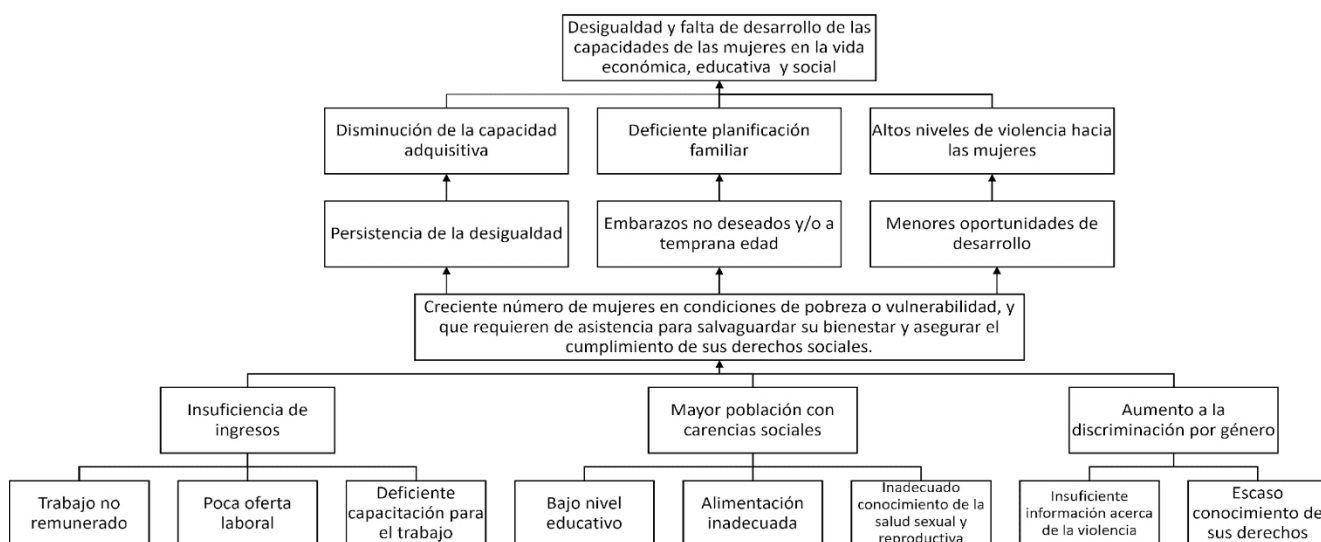 Desigualdad y falta de desarrollo de las
capacidades de las mujeres en la vida
económica, educativa y social
Disminución de la capacidad
adquisitiva
Deficiente planificación
familiar
Altos niveles de violencia hacia
las mujeres
Persistencia de la desigualdad
Embarazos no deseados y/o a
temprana edad
Menores oportunidades de
desarrollo
Creciente número de mujeres en condiciones de pobreza o vulnerabilidad, y
que requieren de asistencia para salvaguardar su bienestar y asegurar el
cumplimiento de sus derechos sociales.
Insuficiencia de
ingresos
Mayor población con
carencias sociales
Aumento a la
discriminación por género
Trabajo no
remunerado
Poca oferta
laboral
Deficiente
capacitación para
el trabajo
Bajo nivel
educativo
Alimentación
inadecuada
Inadecuado
conocimiento de la
salud sexual y
reproductiva
Insuficiente
información acerca
de la violencia
Escaso
conocimiento de
sus derechos